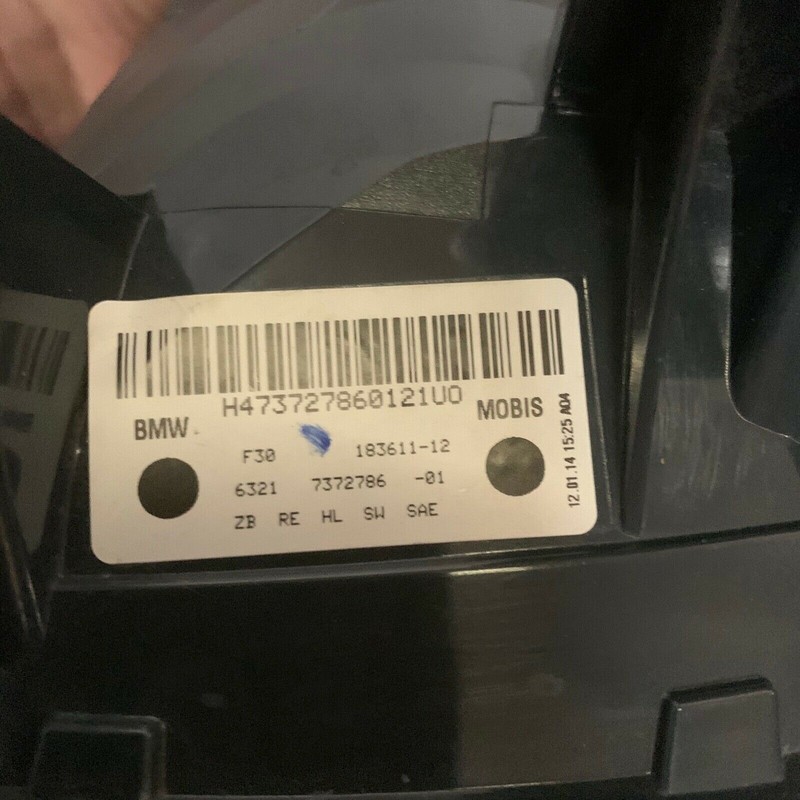 H473727860121UO
BMW
MOBIS
F30 183611-12
6321 7372786 -01
ZB RE HL SW SAE
12.01.14 15:25 A04